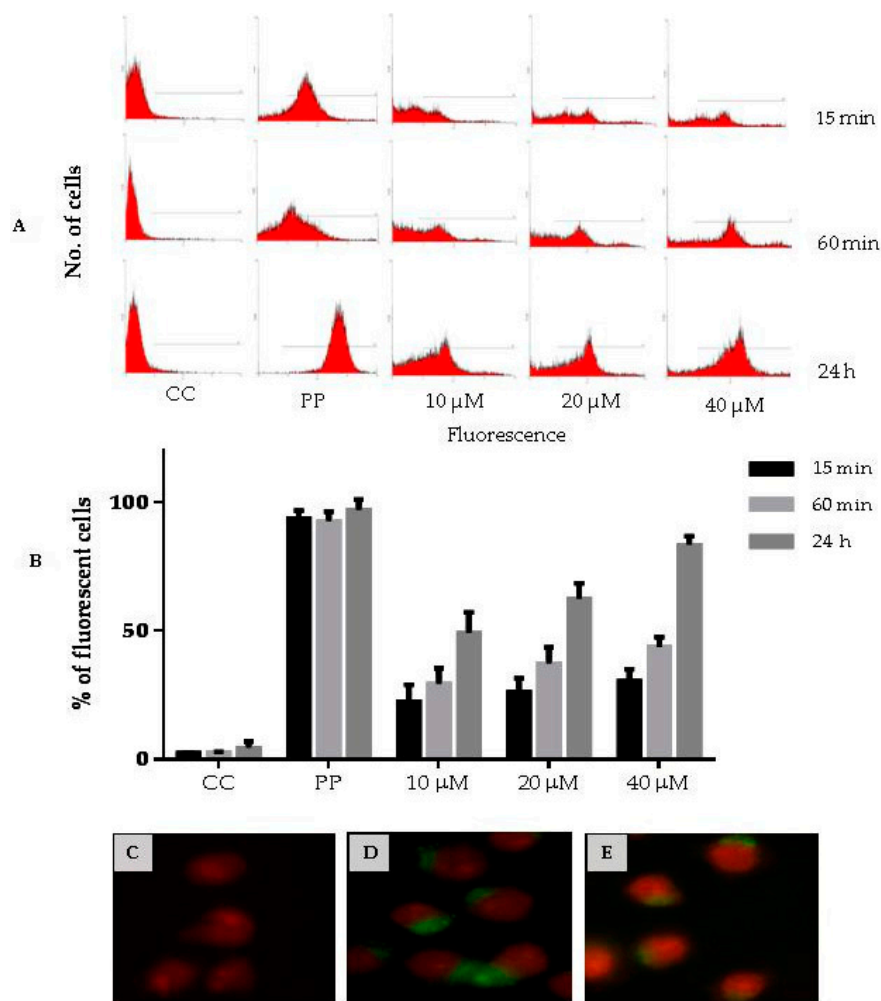 A
No. of cells
15 min
60 min
24 h
CC PP 10 μM 20 μM 40 μM
Fluorescence
B
% of fluorescent cells
100
50
0
CC PP 10 μM 20 μM 40 μM
15 min
60 min
24 h
C D E